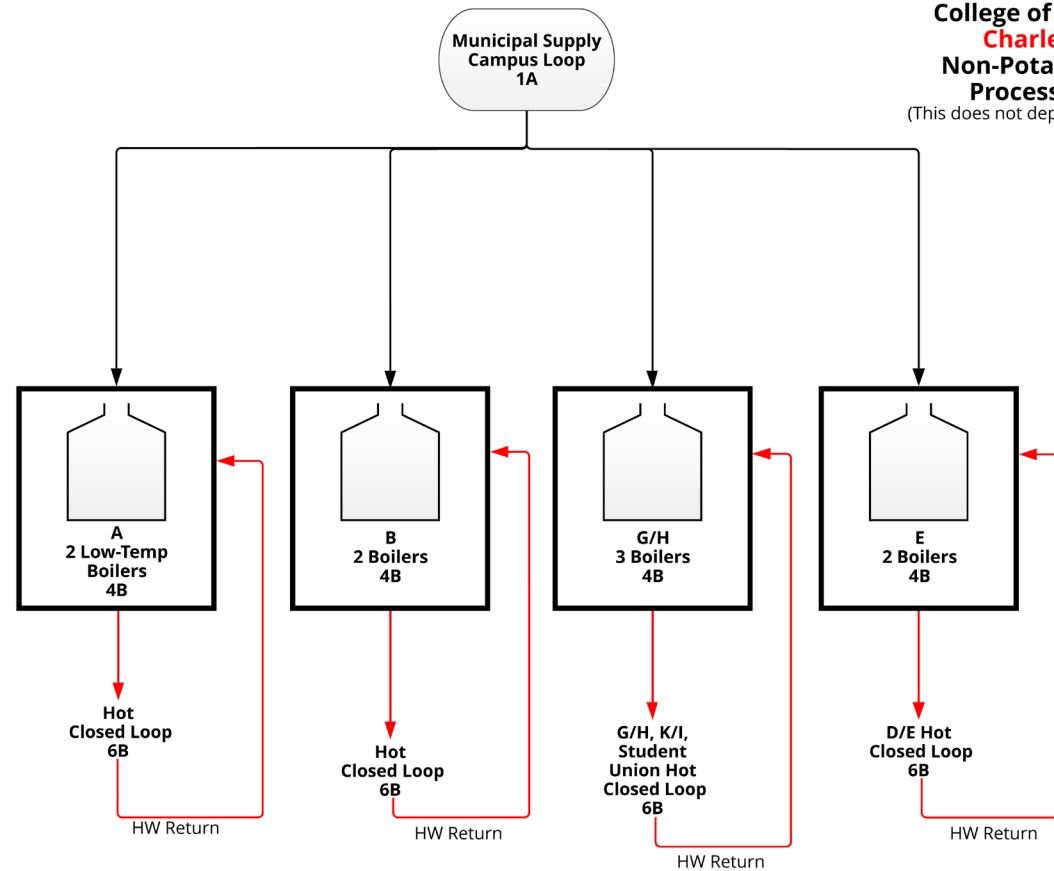 Municipal Supply
Campus Loop
1A
College of
Non-Pota
Process
(This does not dep
A
2 Low-Temp
Boilers
4B
B
2 Boilers
4B
G/H
3 Boilers
4B
E
2 Boilers
4B
Hot
Closed Loop
6B
HW Return
Hot
Closed Loop
6B
HW Return
G/H, K/I,
Student
Union Hot
Closed Loop
6B
HW Return
D/E Hot
Closed Loop
6B
HW Return